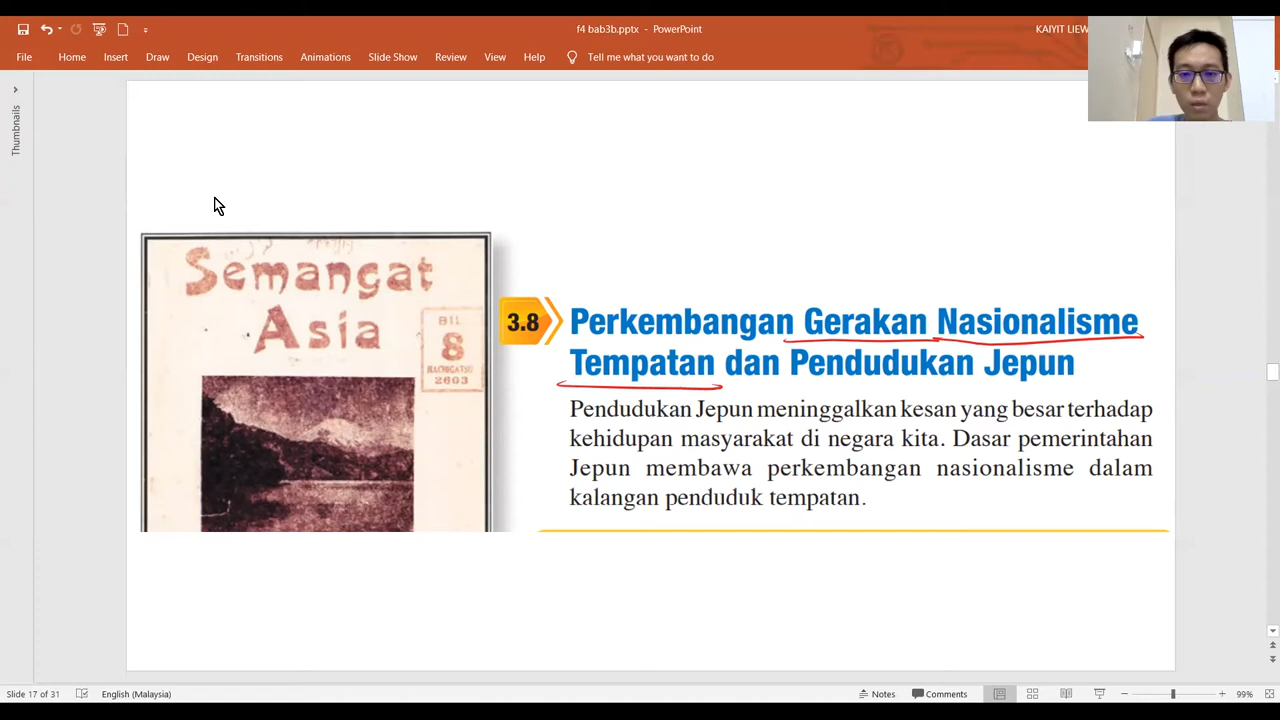 f4 bab3b.pptx - PowerPoint
KAIYIT LIEW
File Home Insert Draw Design Transitions Animations Slide Show Review View Help Tell me what you want to do
Thumbnails
Semangat
Asia
BIL
8
HACHIGATSU
2603
3.8 Perkembangan Gerakan Nasionalisme
Tempatan dan Pendudukan Jepun
Pendudukan Jepun meninggalkan kesan yang besar terhadap
kehidupan masyarakat di negara kita. Dasar pemerintahan
Jepun membawa perkembangan nasionalisme dalam
kalangan penduduk tempatan.
Slide 17 of 31 English (Malaysia) Notes Comments 99%